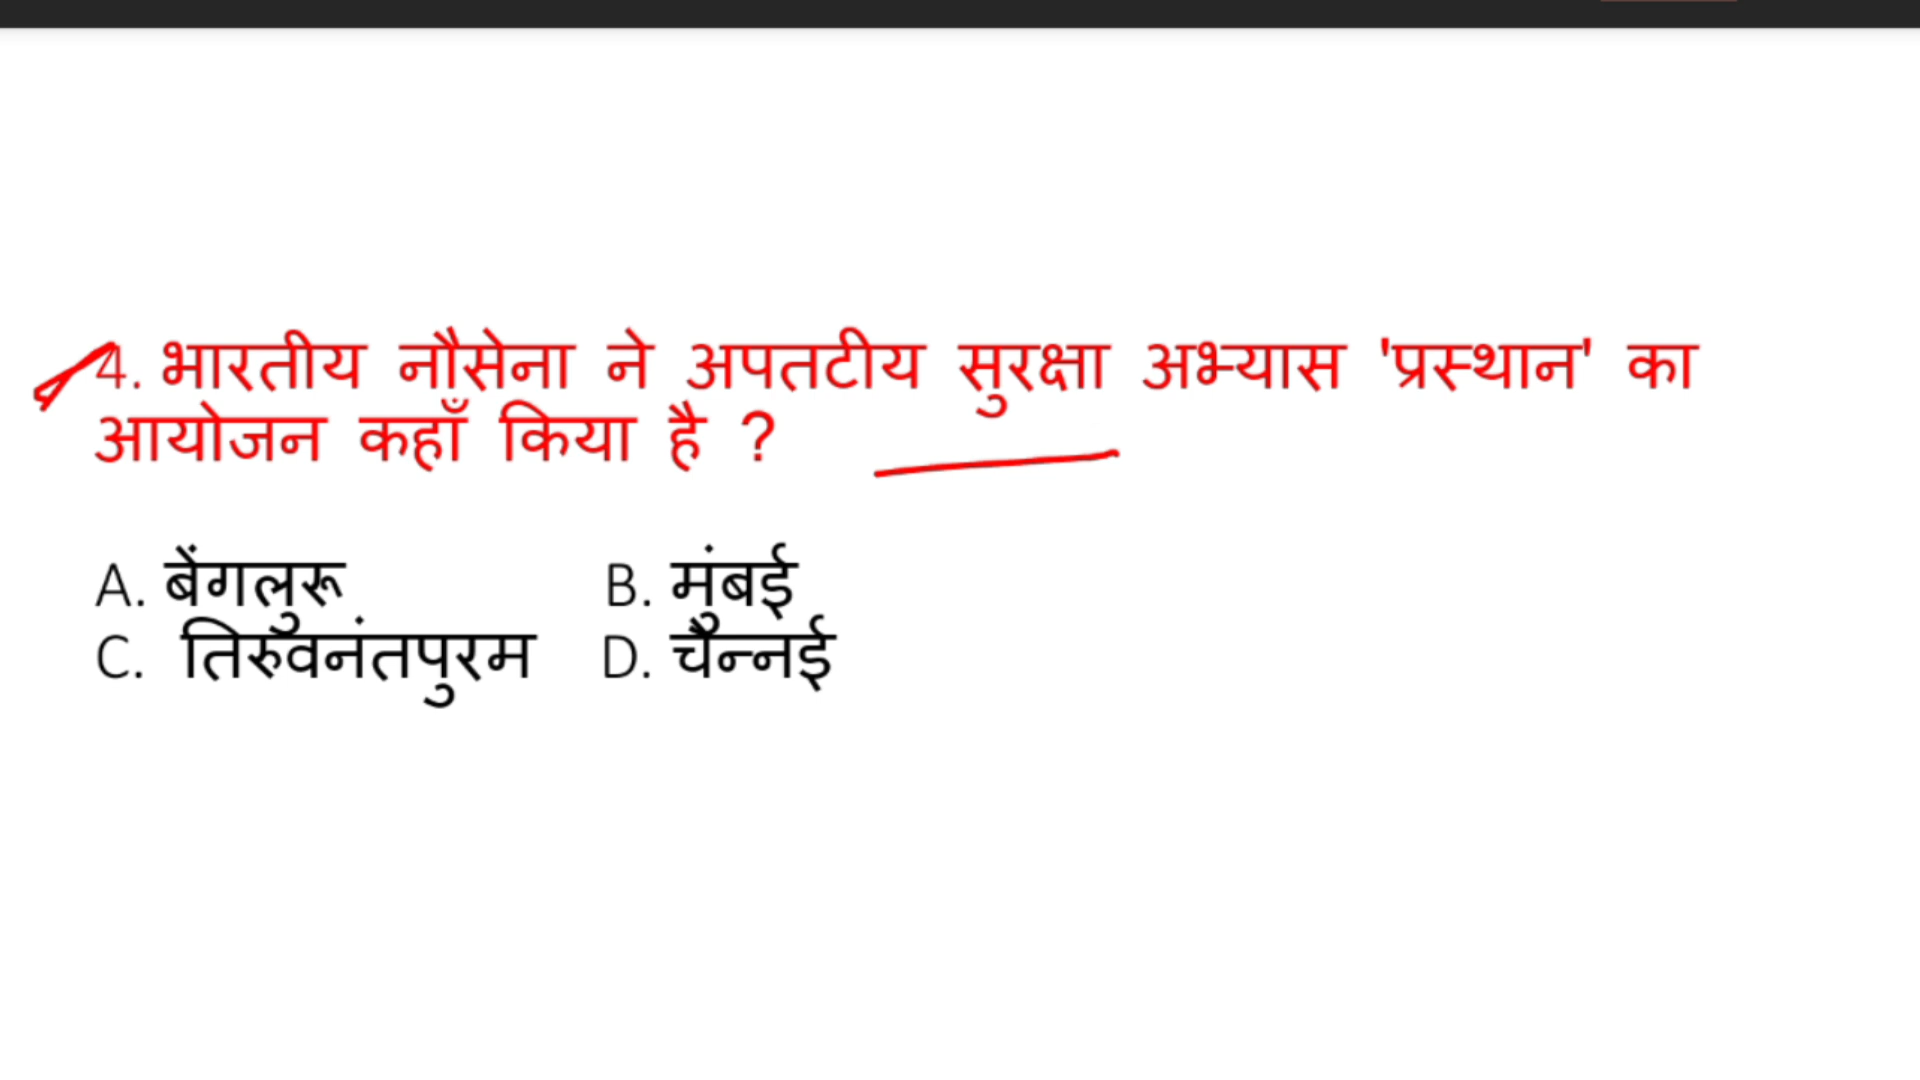 4. भारतीय नौसेना ने अपतटीय सुरक्षा अभ्यास 'प्रस्थान' का
आयोजन कहाँ किया है ?
A. बेंगलुरू B. मुंबई
C. तिरुवनंतपुरम D. चेन्नई